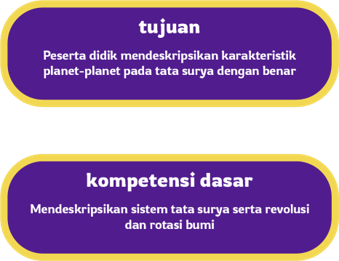 tujuan
Peserta didik mendeskripsikan karakteristik
planet-planet pada tata surya dengan benar
kompetensi dasar
Mendeskripsikan sistem tata surya serta revolusi
dan rotasi bumi